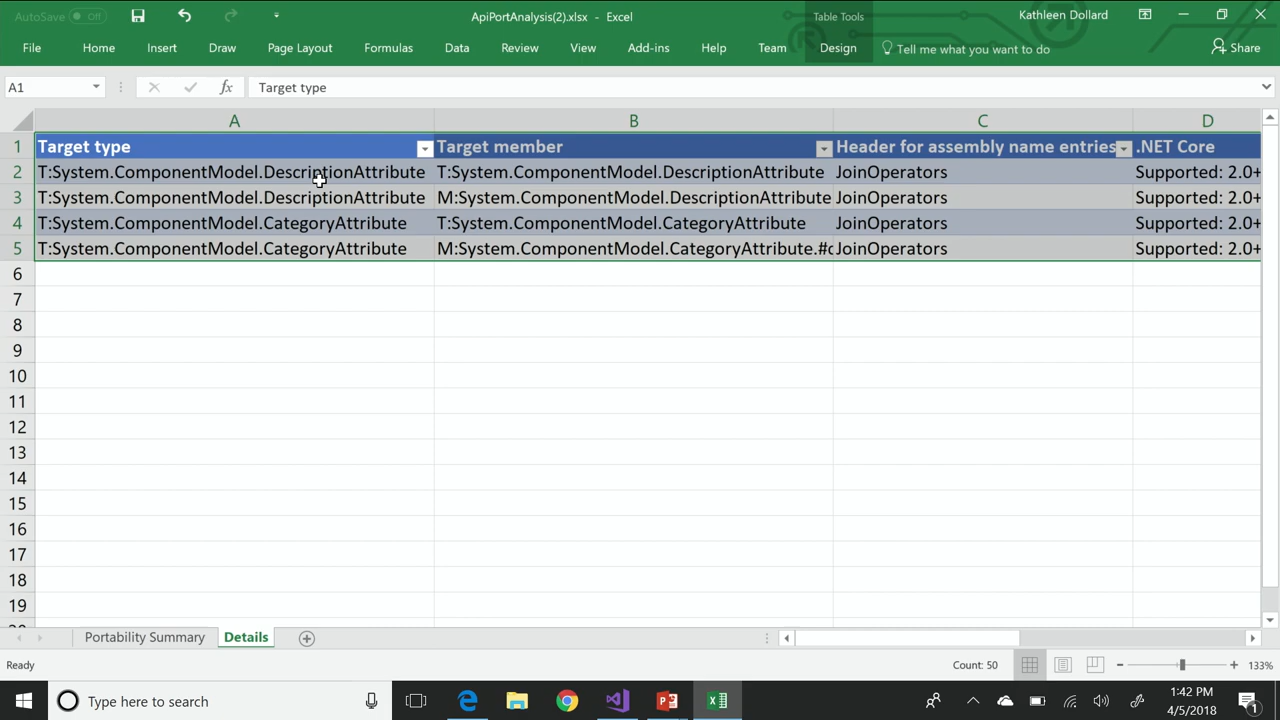 AutoSave Off ApiPortAnalysis(2).xlsx - Excel Table Tools Kathleen Dollard
File Home Insert Draw Page Layout Formulas Data Review View Add-ins Help Team Design Tell me what you want to do Share
A1 fx Target type
A B C D
1 Target type Target member Header for assembly name entries .NET Core
2 T:System.ComponentModel.DescriptionAttribute T:System.ComponentModel.DescriptionAttribute JoinOperators Supported: 2.0+
3 T:System.ComponentModel.DescriptionAttribute M:System.ComponentModel.DescriptionAttribute JoinOperators Supported: 2.0+
4 T:System.ComponentModel.CategoryAttribute T:System.ComponentModel.CategoryAttribute JoinOperators Supported: 2.0+
5 T:System.ComponentModel.CategoryAttribute M:System.ComponentModel.CategoryAttribute.#c JoinOperators Supported: 2.0+
6
7
8
9
10
11
12
13
14
15
16
17
18
19
Portability Summary Details
Ready Count: 50 133%
Type here to search 1:42 PM
4/5/2018 1